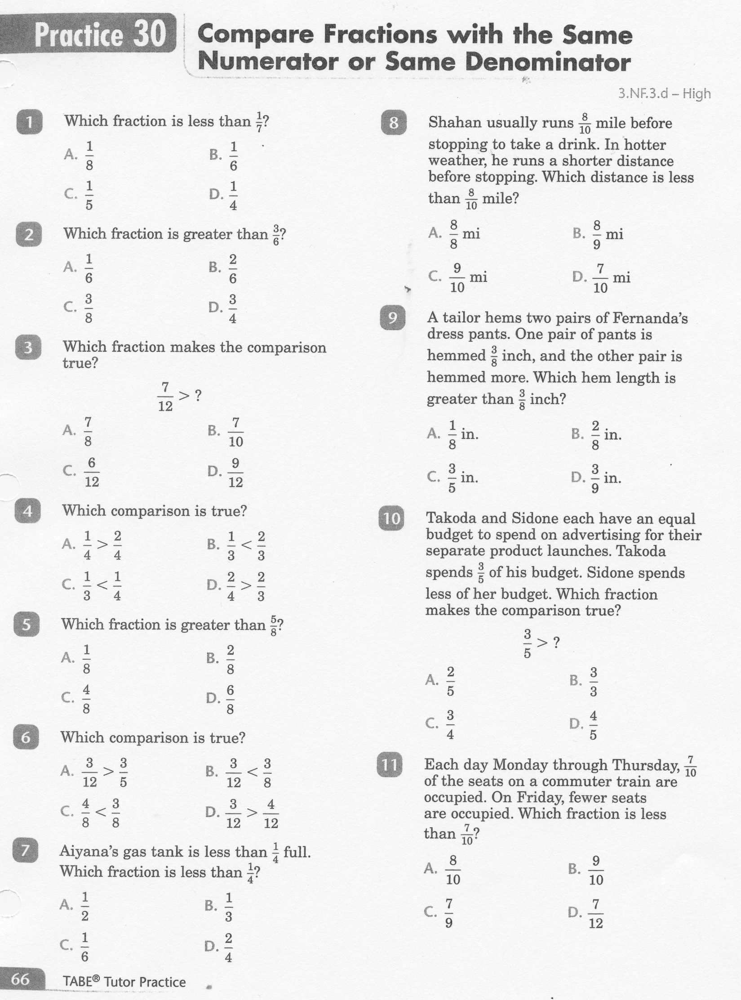 Practice 30
Compare Fractions with the Same
Numerator or Same Denominator
3.NF.3.d – High
1 Which fraction is less than 1/7?
A. 1/8 B. 1/6
C. 1/5 D. 1/4
2 Which fraction is greater than 3/6?
A. 1/6 B. 2/6
C. 3/8 D. 3/4
3 Which fraction makes the comparison
true?
7/12 > ?
A. 7/8 B. 7/10
C. 6/12 D. 9/12
4 Which comparison is true?
A. 1/4 > 2/4 B. 1/3 < 2/3
C. 1/3 < 1/4 D. 2/4 > 2/3
5 Which fraction is greater than 5/8?
A. 1/8 B. 2/8
C. 4/8 D. 6/8
6 Which comparison is true?
A. 3/12 > 3/5 B. 3/12 < 3/8
C. 4/8 < 3/8 D. 3/12 > 4/12
7 Aiyana's gas tank is less than 1/4 full.
Which fraction is less than 1/4?
A. 1/2 B. 1/3
C. 1/6 D. 2/4
8 Shahan usually runs 8/10 mile before
stopping to take a drink. In hotter
weather, he runs a shorter distance
before stopping. Which distance is less
than 8/10 mile?
A. 8/8 mi B. 8/9 mi
C. 9/10 mi D. 7/10 mi
9 A tailor hems two pairs of Fernanda's
dress pants. One pair of pants is
hemmed 3/8 inch, and the other pair is
hemmed more. Which hem length is
greater than 3/8 inch?
A. 1/8 in. B. 2/8 in.
C. 3/5 in. D. 3/9 in.
10 Takoda and Sidone each have an equal
budget to spend on advertising for their
separate product launches. Takoda
spends 3/5 of his budget. Sidone spends
less of her budget. Which fraction
makes the comparison true?
3/5 > ?
A. 2/5 B. 3/3
C. 3/4 D. 4/5
11 Each day Monday through Thursday, 7/10
of the seats on a commuter train are
occupied. On Friday, fewer seats
are occupied. Which fraction is less
than 7/10?
A. 8/10 B. 9/10
C. 7/9 D. 7/12
66 TABE® Tutor Practice